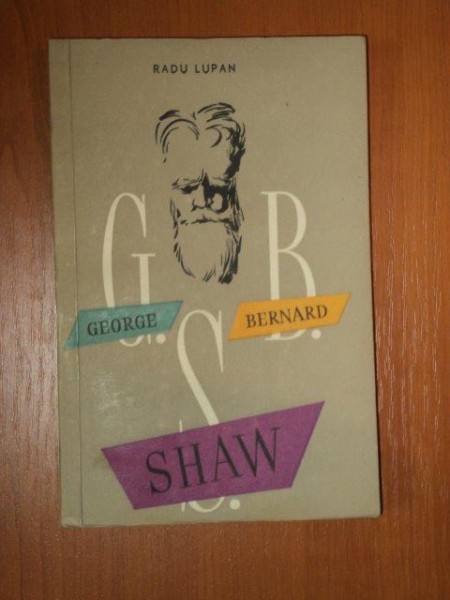 RADU LUPAN
G. B.
GEORGE BERNARD
S.
SHAW